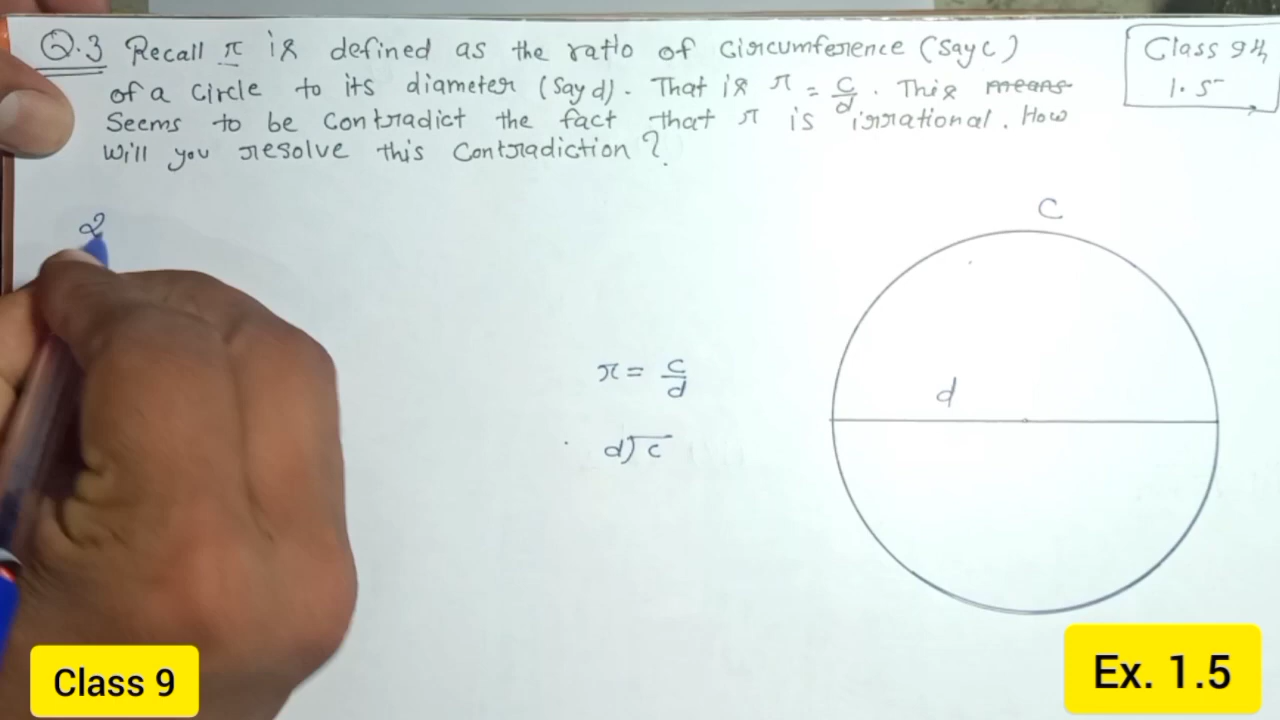 Q.3 Recall π is defined as the ratio of Circumference (Say C)
of a Circle to its diameter (Say d). That is π = C/d. This means
Seems to be Contradict the fact that π is irrational. How
Will you resolve this Contradiction?
Class 9th
1.5
C
d
π = C/d
d)C
2
Class 9
Ex. 1.5